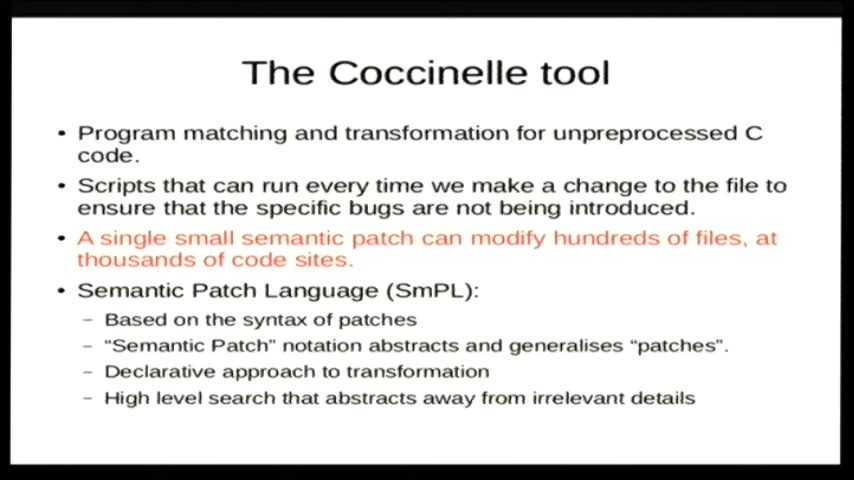 The Coccinelle tool
• Program matching and transformation for unpreprocessed C
code.
• Scripts that can run every time we make a change to the file to
ensure that the specific bugs are not being introduced.
• A single small semantic patch can modify hundreds of files, at
thousands of code sites.
• Semantic Patch Language (SmPL):
– Based on the syntax of patches
– “Semantic Patch” notation abstracts and generalises “patches”.
– Declarative approach to transformation
– High level search that abstracts away from irrelevant details